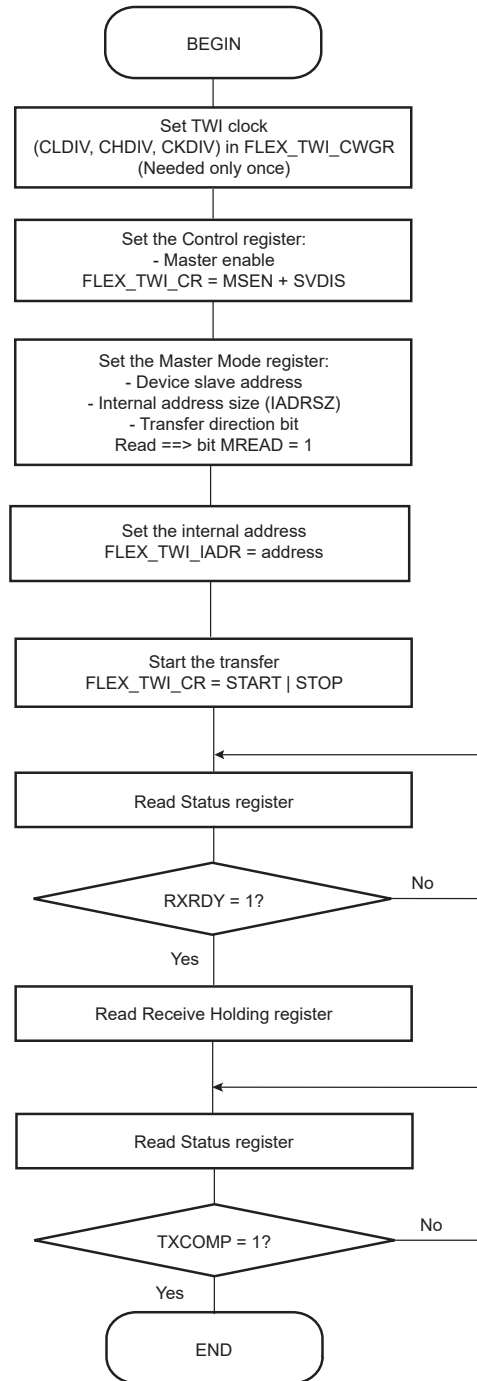 BEGIN
Set TWI clock
(CLDIV, CHDIV, CKDIV) in FLEX_TWI_CWGR
(Needed only once)
Set the Control register:
- Master enable
FLEX_TWI_CR = MSEN + SVDIS
Set the Master Mode register:
- Device slave address
- Internal address size (IADRSZ)
- Transfer direction bit
Read ==> bit MREAD = 1
Set the internal address
FLEX_TWI_IADR = address
Start the transfer
FLEX_TWI_CR = START | STOP
Read Status register
RXRDY = 1?
No
Yes
Read Receive Holding register
Read Status register
TXCOMP = 1?
No
Yes
END